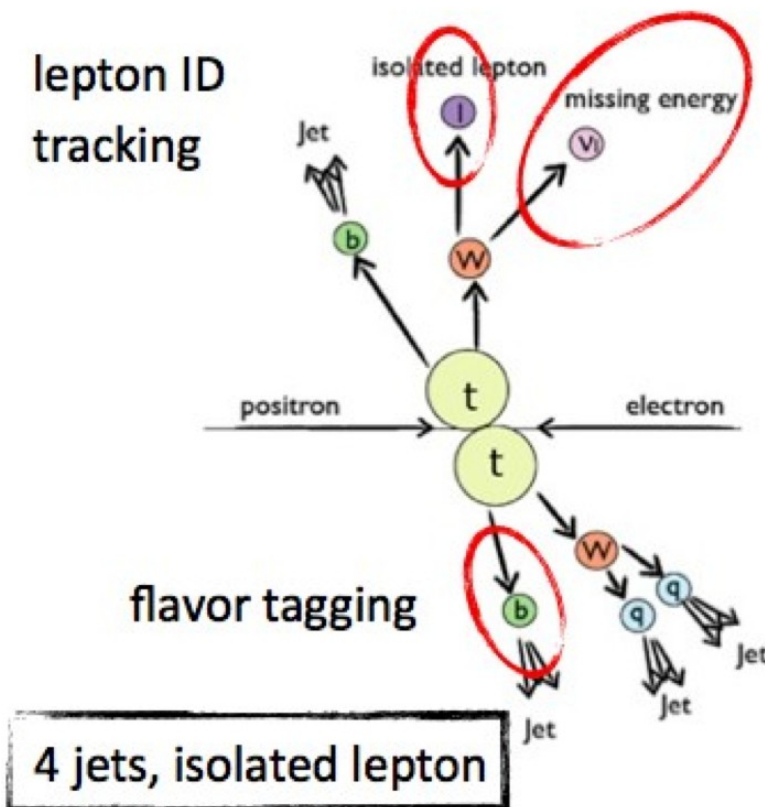 lepton ID
tracking
isolated lepton
l
missing energy
νl
Jet
b
W
t
positron
electron
t
flavor tagging
b
W
q
q
Jet
Jet
Jet
4 jets, isolated lepton